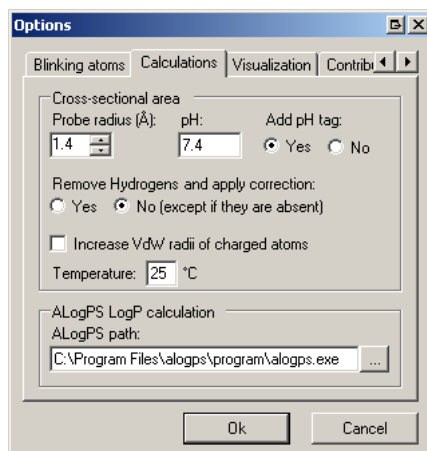 Options
Blinking atoms Calculations Visualization Contrib
Cross-sectional area
Probe radius (Å): pH: Add pH tag:
1.4 7.4 Yes No
Remove Hydrogens and apply correction:
Yes No (except if they are absent)
Increase VdW radii of charged atoms
Temperature: 25 °C
ALogPS LogP calculation
ALogPS path:
C:\Program Files\alogps\program\alogps.exe ...
Ok Cancel